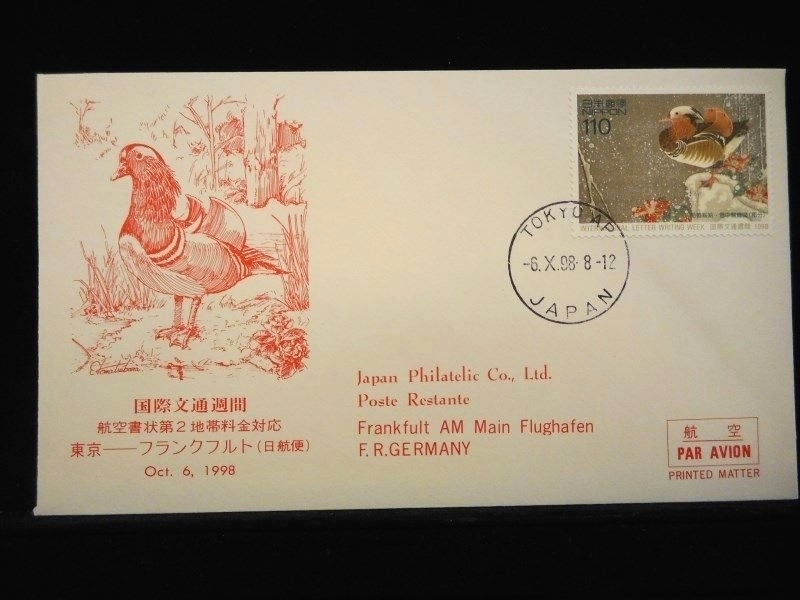 日本郵便
NIPPON
110
INTERNATIONAL LETTER WRITING WEEK 国際文通週間 1998
TOKYO AP
-6.X.98-8-12
JAPAN
国際文通週間
航空書状第2地帯料金対応
東京——フランクフルト(日航便)
Oct. 6, 1998
Japan Philatelic Co., Ltd.
Poste Restante
Frankfult AM Main Flughafen
F.R.GERMANY
航空
PAR AVION
PRINTED MATTER